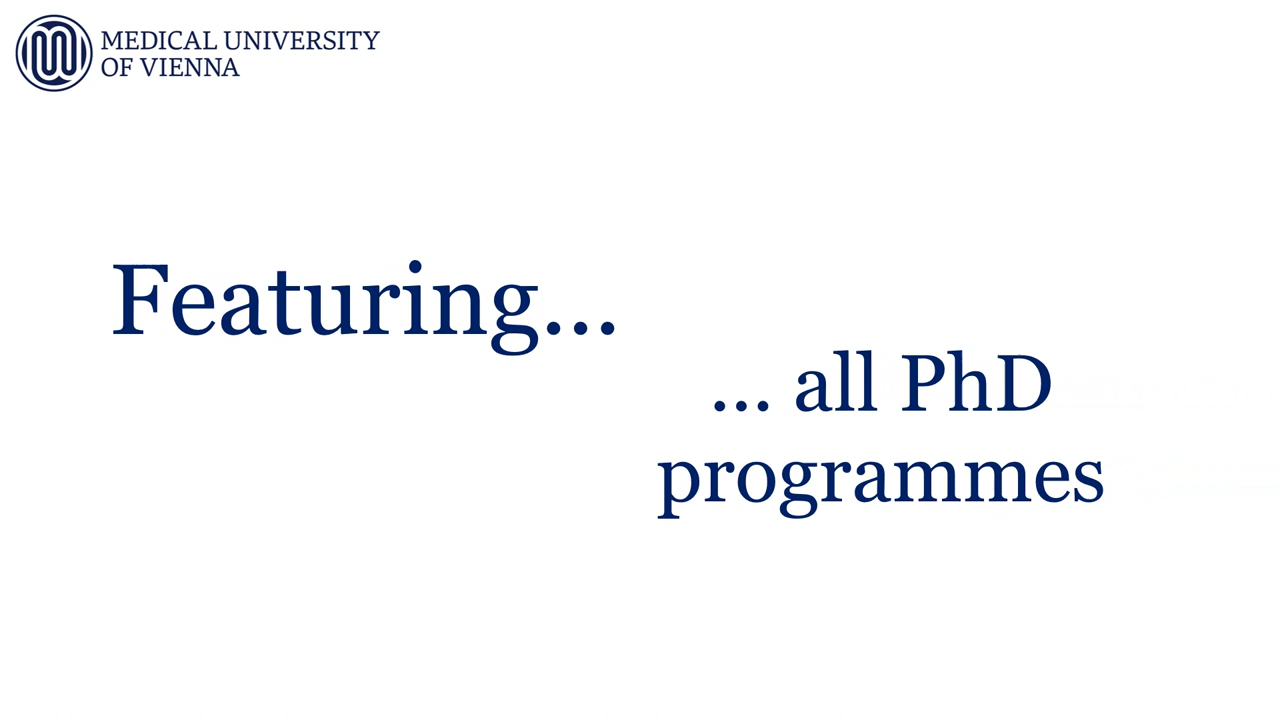 MEDICAL UNIVERSITY
OF VIENNA
Featuring...
... all PhD
programmes